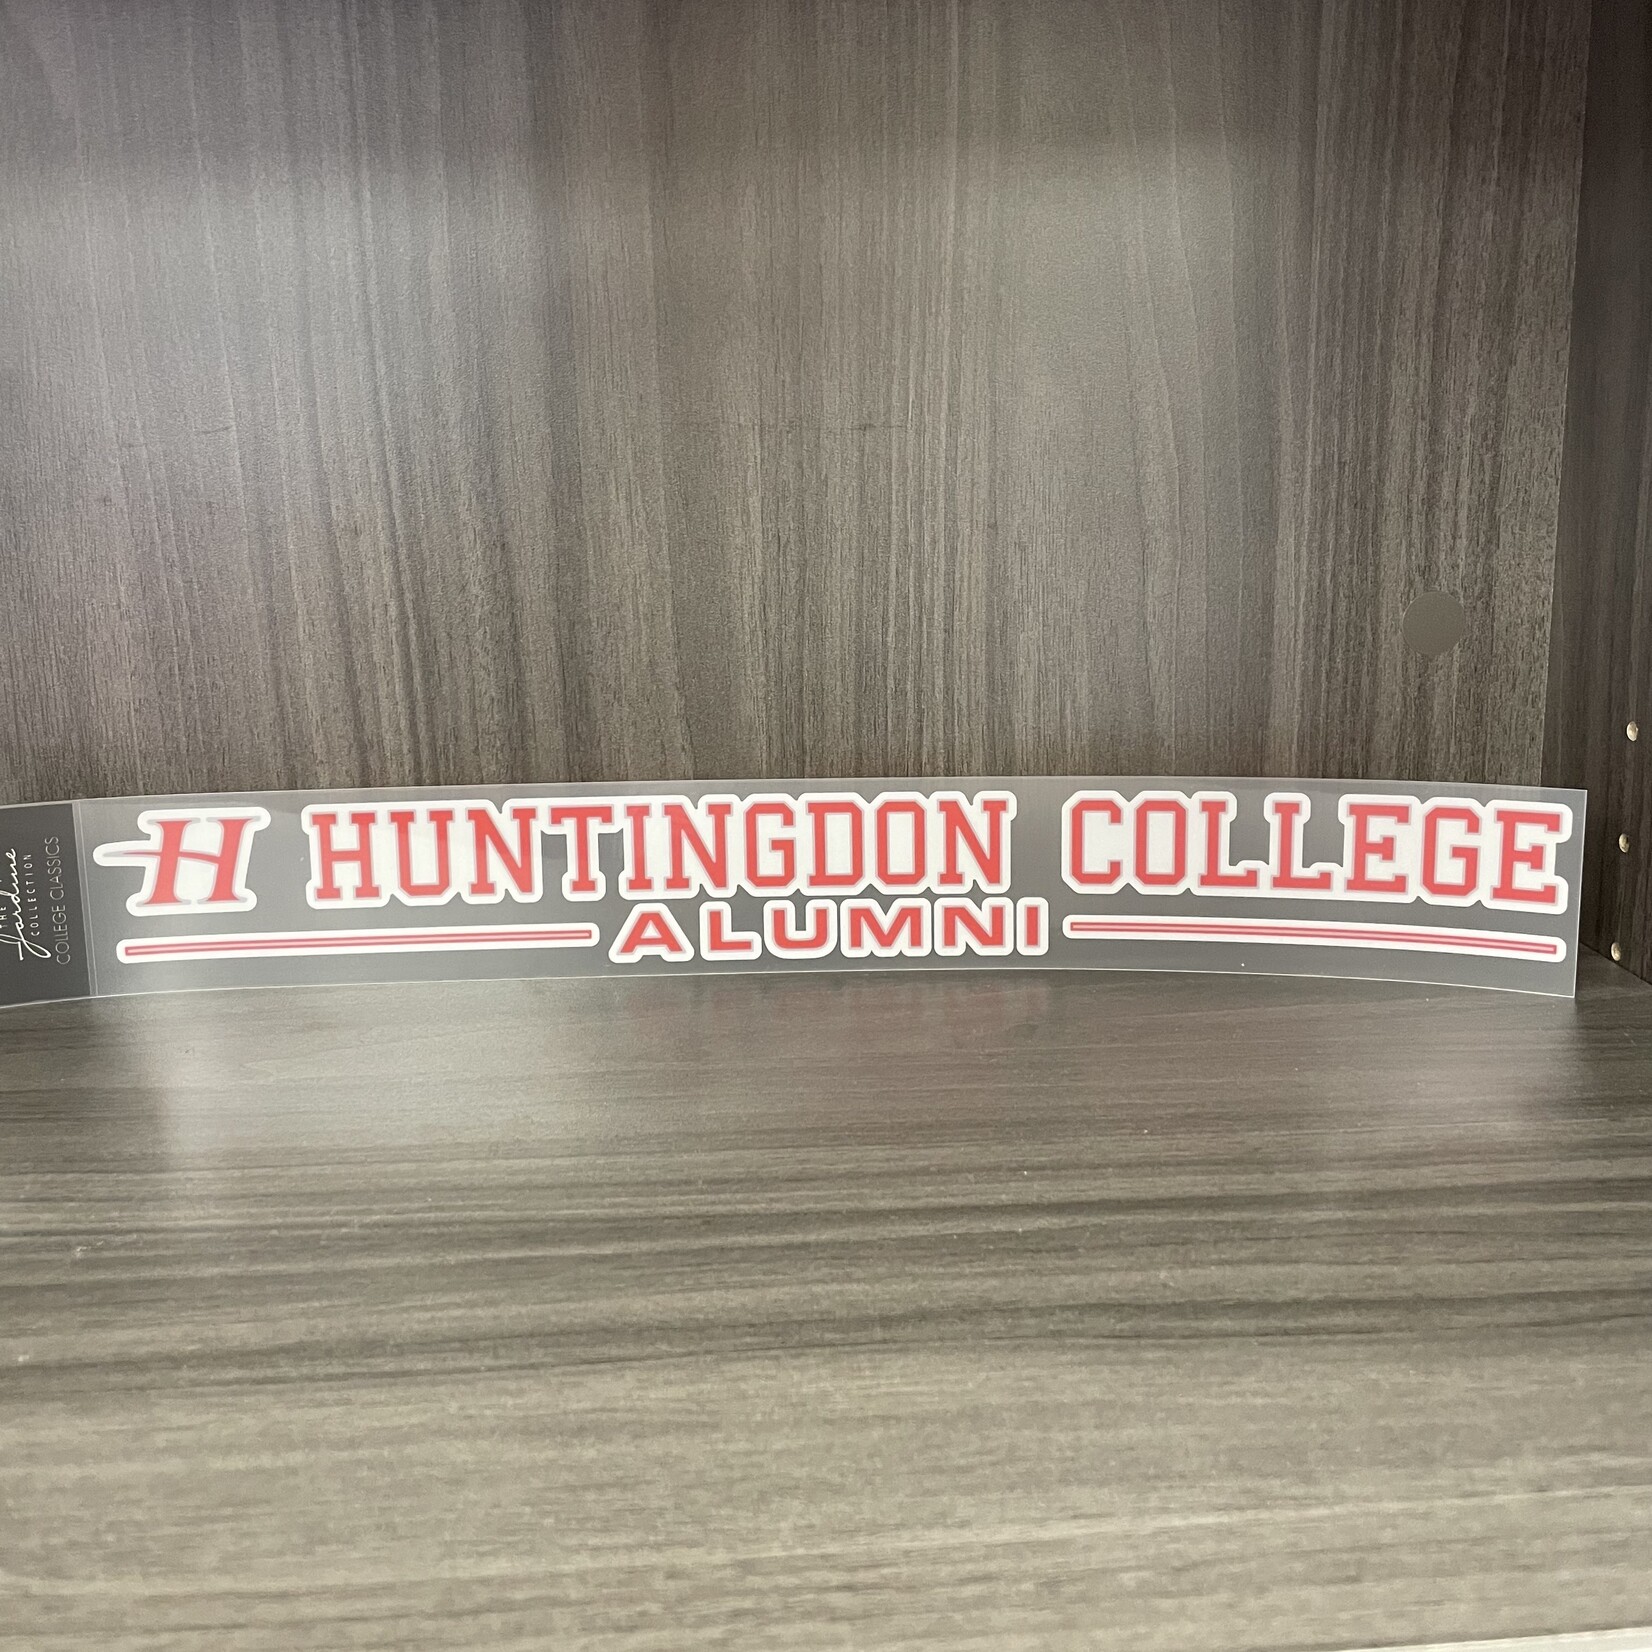 THE
Jardine
COLLECTION
COLLEGE CLASSICS
H HUNTINGDON COLLEGE
ALUMNI